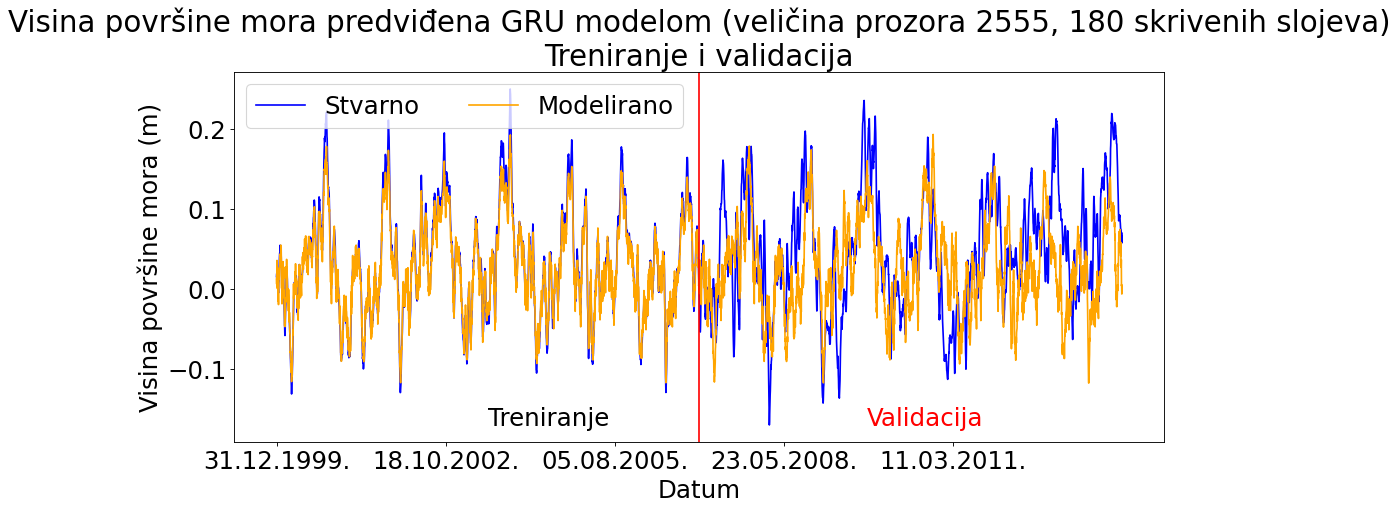 Visina površine mora predviđena GRU modelom (veličina prozora 2555, 180 skrivenih slojeva)
Treniranje i validacija
Stvarno Modelirano
Visina površine mora (m)
0.2
0.1
0.0
−0.1
Treniranje Validacija
31.12.1999. 18.10.2002. 05.08.2005. 23.05.2008. 11.03.2011.
Datum